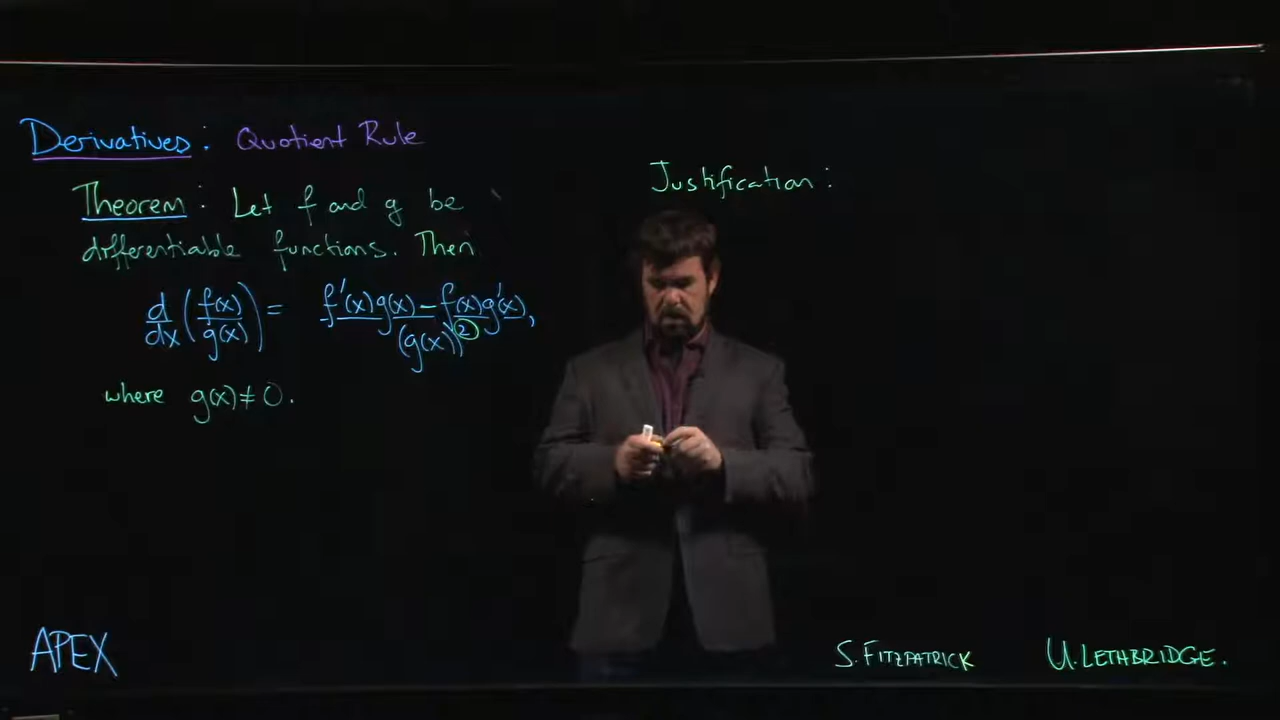 Derivatives: Quotient Rule
Theorem: Let f and g be
differentiable functions. Then
d/dx (f(x)/g(x)) = (f'(x)g(x) - f(x)g'(x))/(g(x))²,
where g(x) ≠ 0.
Justification:
APEX
S. FITZPATRICK
U. LETHBRIDGE.